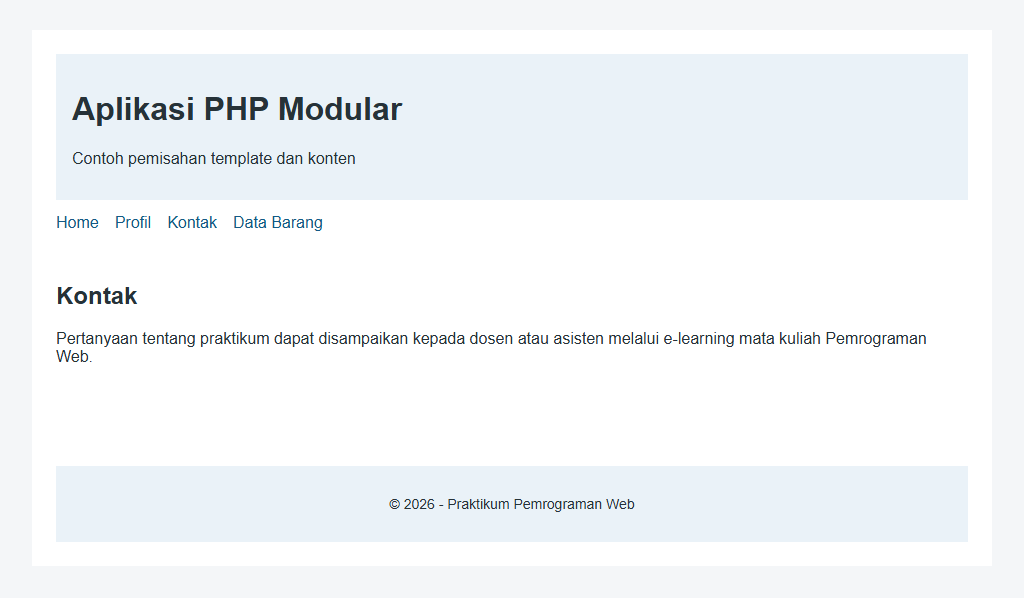 Aplikasi PHP Modular
Contoh pemisahan template dan konten
Home Profil Kontak Data Barang
Kontak
Pertanyaan tentang praktikum dapat disampaikan kepada dosen atau asisten melalui e-learning mata kuliah Pemrograman
Web.
© 2026 - Praktikum Pemrograman Web